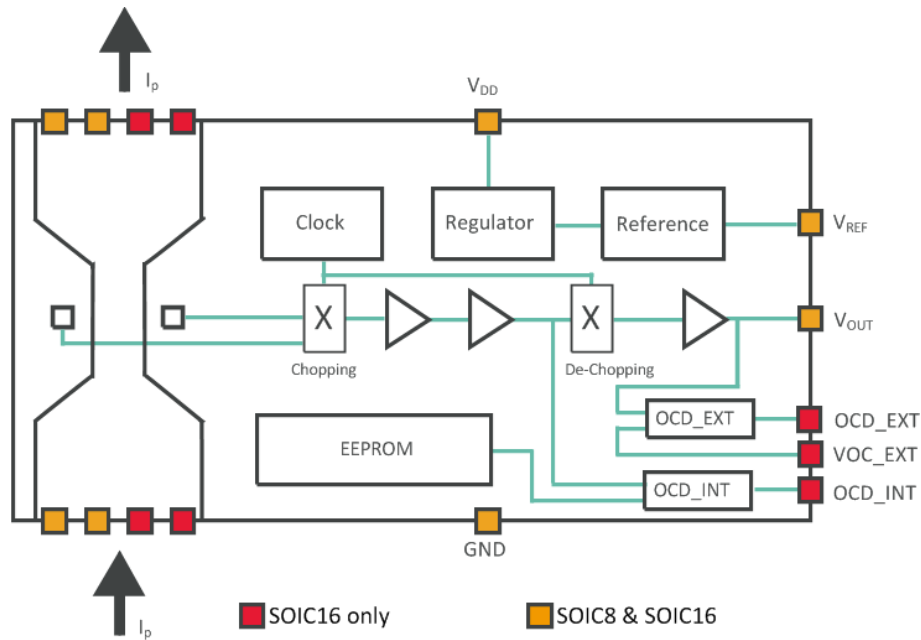 Ip
VDD
Clock
Regulator
Reference
VREF
X
X
VOUT
Chopping
De-Chopping
OCD_EXT
OCD_EXT
EEPROM
VOC_EXT
OCD_INT
OCD_INT
GND
Ip
SOIC16 only
SOIC8 & SOIC16